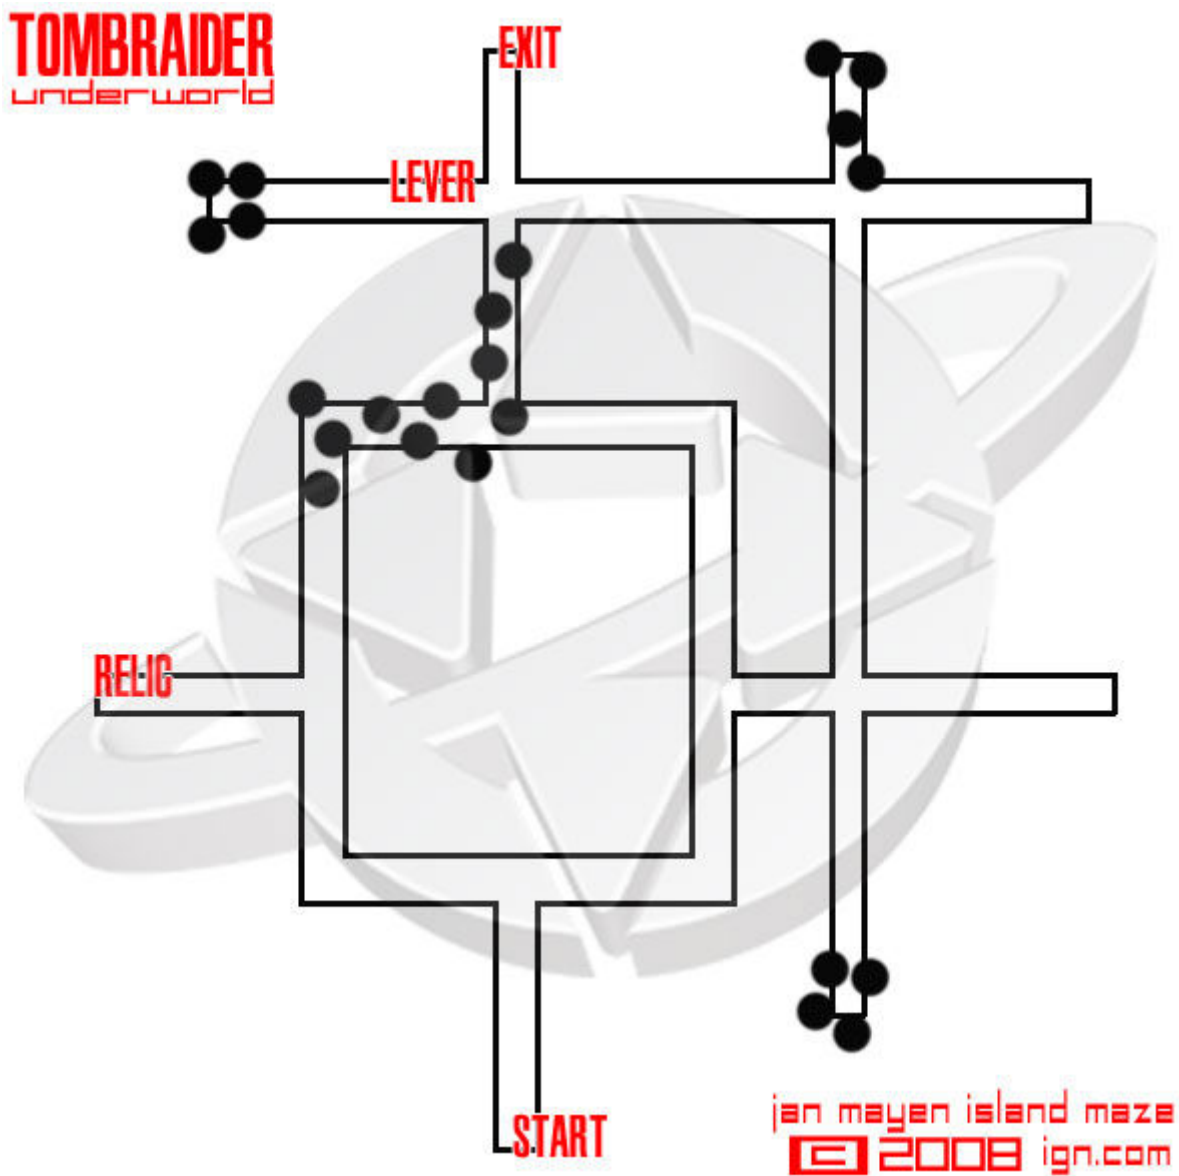 TOMBRAIDER
underworld
EXIT
LEVER
RELIC
START
jan mayen island maze
© 2008 ign.com